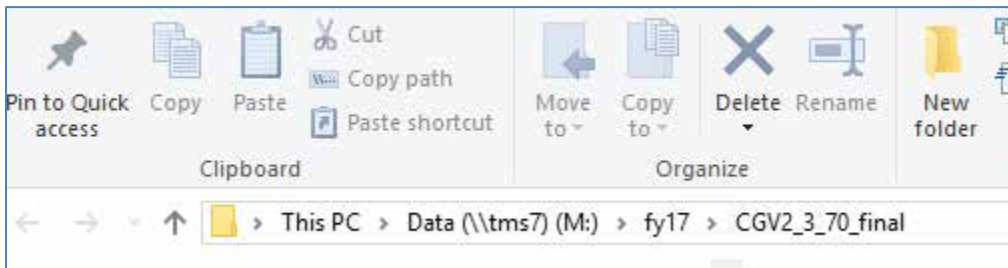 Pin to Quick access
Copy
Paste
Cut
Copy path
Paste shortcut
Clipboard
Move to
Copy to
Delete
Rename
Organize
New folder
This PC > Data (\\tms7) (M:) > fy17 > CGV2_3_70_final